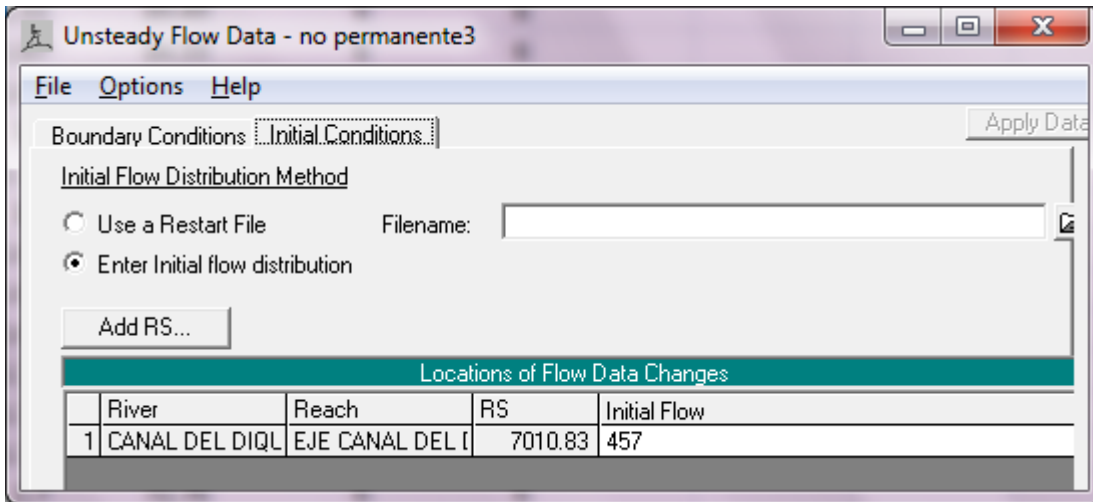 Unsteady Flow Data - no permanente3
File Options Help
Boundary Conditions Initial Conditions Apply Data
Initial Flow Distribution Method
Use a Restart File Filename:
Enter Initial flow distribution
Add RS...
Locations of Flow Data Changes
River Reach RS Initial Flow
1 CANAL DEL DIQU EJE CANAL DEL D 7010.83 457